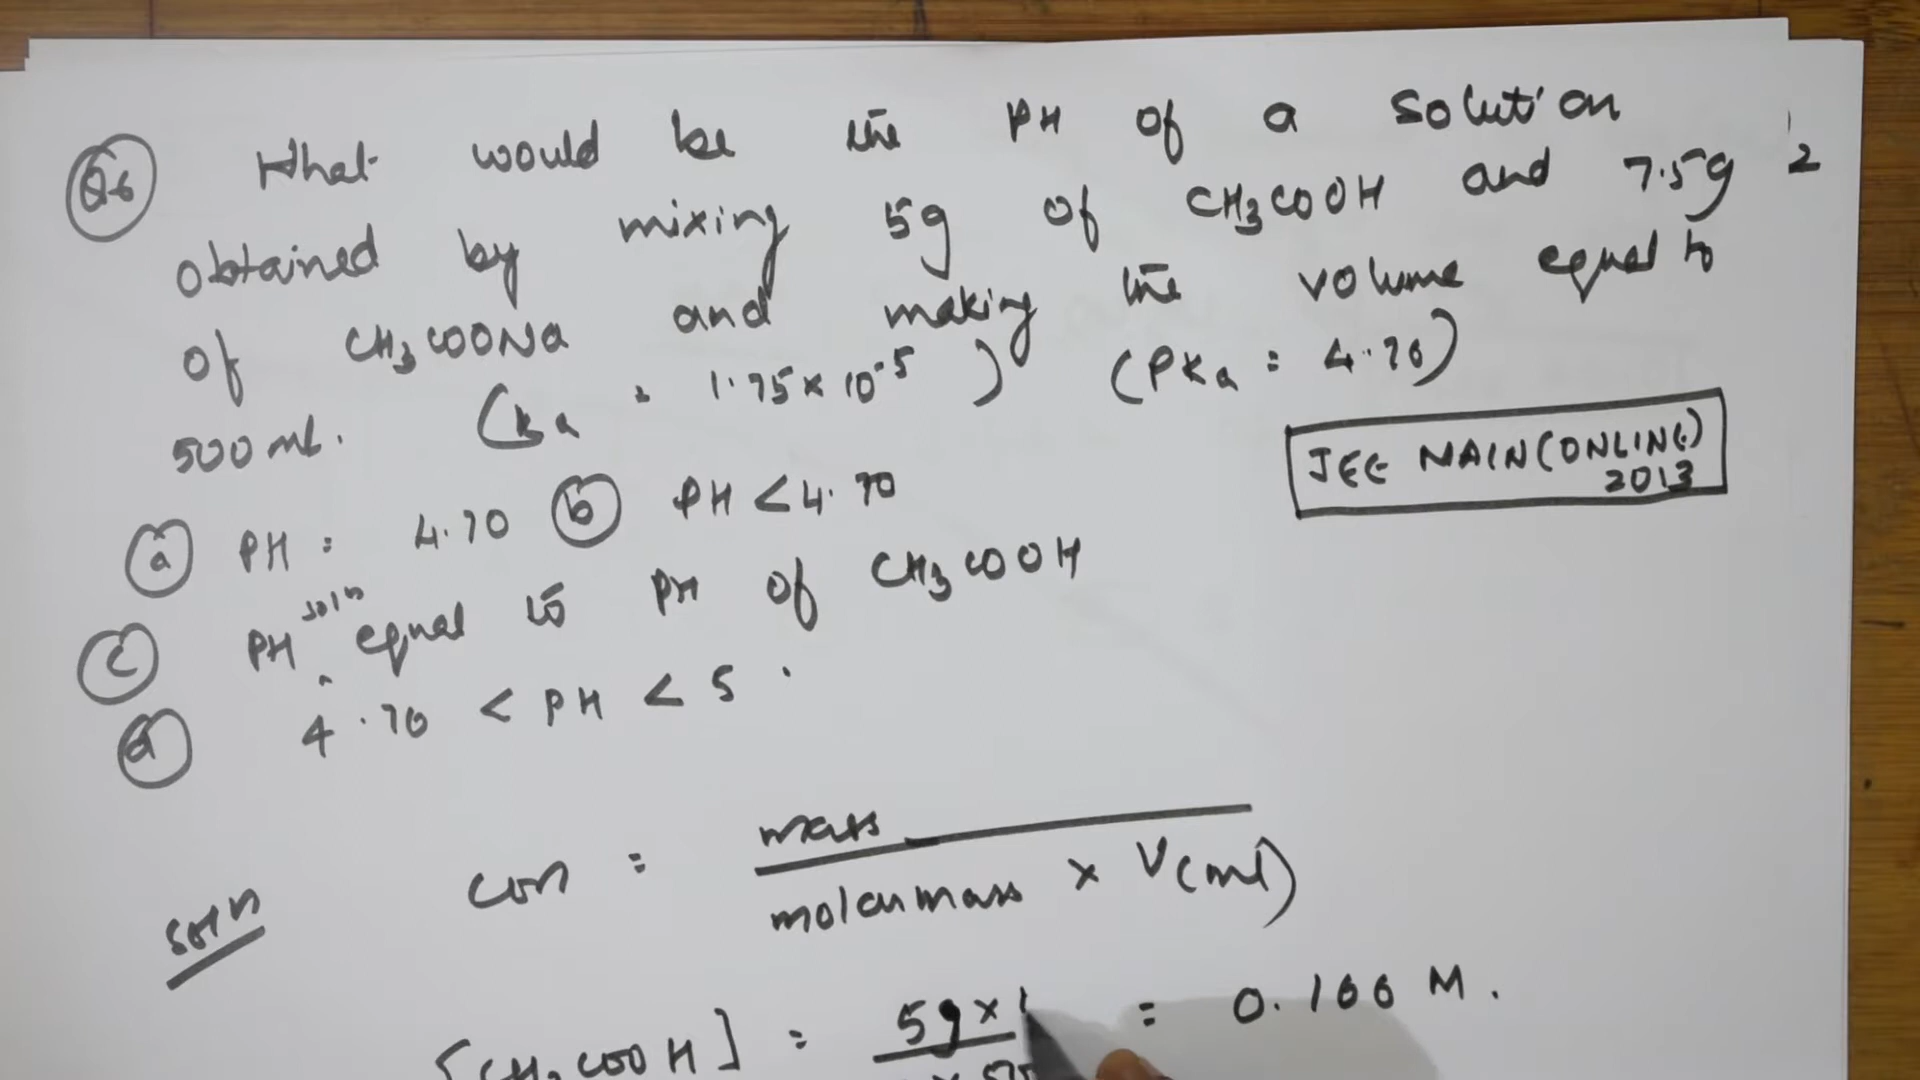 Q.6 What would be the PH of a solution
obtained by mixing 5g of CH3COOH and 7.5g
of CH3COONa and making the volume equal to
500 ml. (Ka = 1.75 x 10-5) (PKa = 4.70)
JEE MAIN (ONLINE) 2013
a PH = 4.70 b PH < 4.70
c PH soln equal to PH of CH3COOH
d 4.70 < PH < 5 .
Soln con = mass
molar mass x V(ml)
[CH3COOH] = 5g x = 0.166 M.